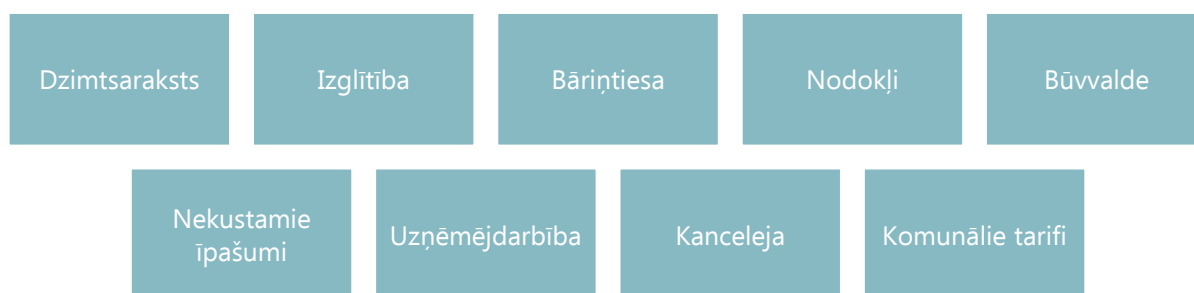 Dzimtsaraksts
Izglītība
Bāriņtiesa
Nodokļi
Būvvalde
Nekustamie
īpašumi
Uzņēmējdarbība
Kanceleja
Komunālie tarifi